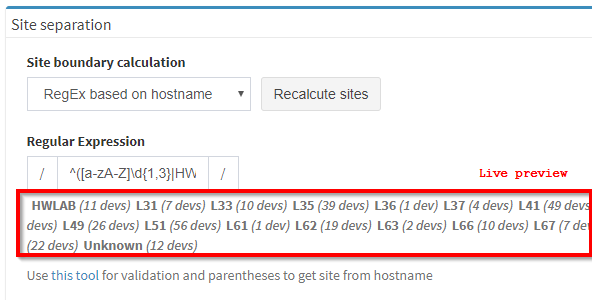 Site separation
Site boundary calculation
RegEx based on hostname
Recalcute sites
Regular Expression
/ ^([a-zA-Z]\d{1,3}|HW /
Live preview
HWLAB (11 devs) L31 (7 devs) L33 (10 devs) L35 (39 devs) L36 (1 dev) L37 (4 devs) L41 (49 devs
devs) L49 (26 devs) L51 (56 devs) L61 (1 dev) L62 (19 devs) L63 (2 devs) L66 (10 devs) L67 (7 dev
(22 devs) Unknown (12 devs)
Use this tool for validation and parentheses to get site from hostname